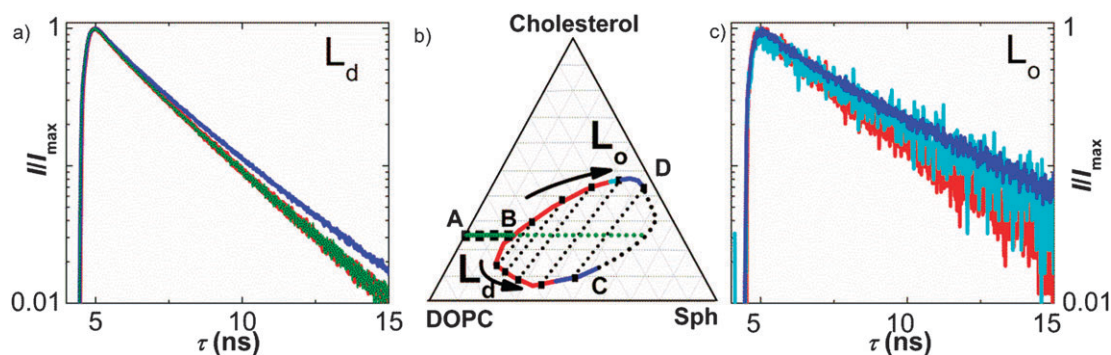 a)
1
I/Imax
0.01
Ld
5
10
15
τ (ns)
b)
Cholesterol
Lo
D
A
B
Ld
C
DOPC
Sph
c)
Lo
1
I/Imax
0.01
5
10
15
τ (ns)